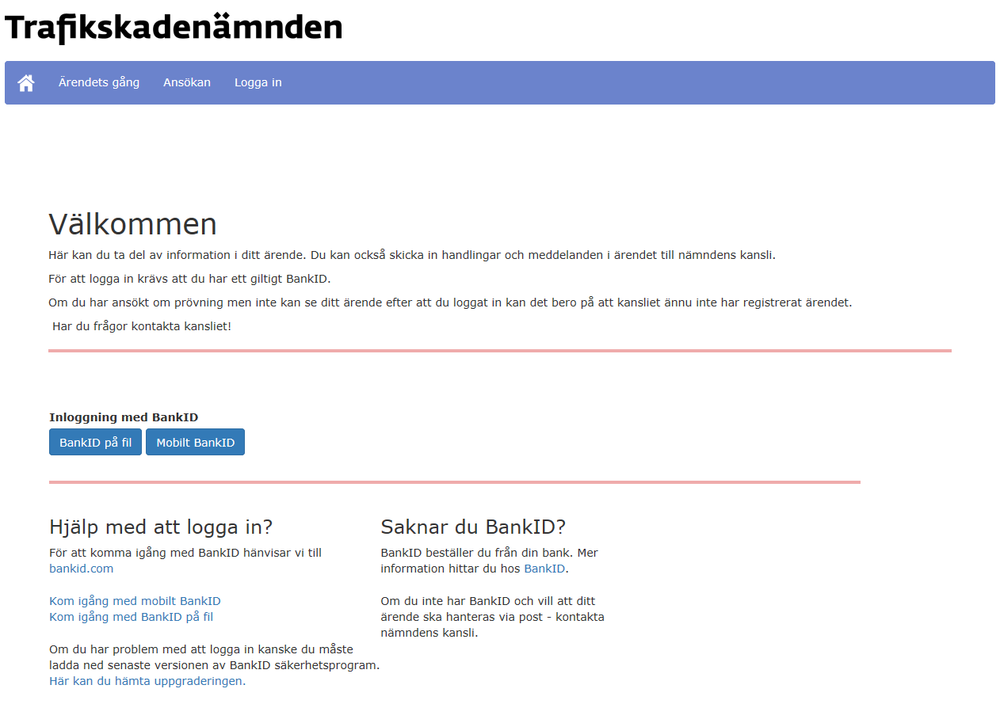 Trafikskadenämnden
Ärendets gång Ansökan Logga in
Välkommen
Här kan du ta del av information i ditt ärende. Du kan också skicka in handlingar och meddelanden i ärendet till nämndens kansli.
För att logga in krävs att du har ett giltigt BankID.
Om du har ansökt om prövning men inte kan se ditt ärende efter att du loggat in kan det bero på att kansliet ännu inte har registrerat ärendet.
Har du frågor kontakta kansliet!
Inloggning med BankID
BankID på fil Mobilt BankID
Hjälp med att logga in?
För att komma igång med BankID hänvisar vi till
bankid.com
Kom igång med mobilt BankID
Kom igång med BankID på fil
Om du har problem med att logga in kanske du måste
ladda ned senaste versionen av BankID säkerhetsprogram.
Här kan du hämta uppgraderingen.
Saknar du BankID?
BankID beställer du från din bank. Mer
information hittar du hos BankID.
Om du inte har BankID och vill att ditt
ärende ska hanteras via post - kontakta
nämndens kansli.